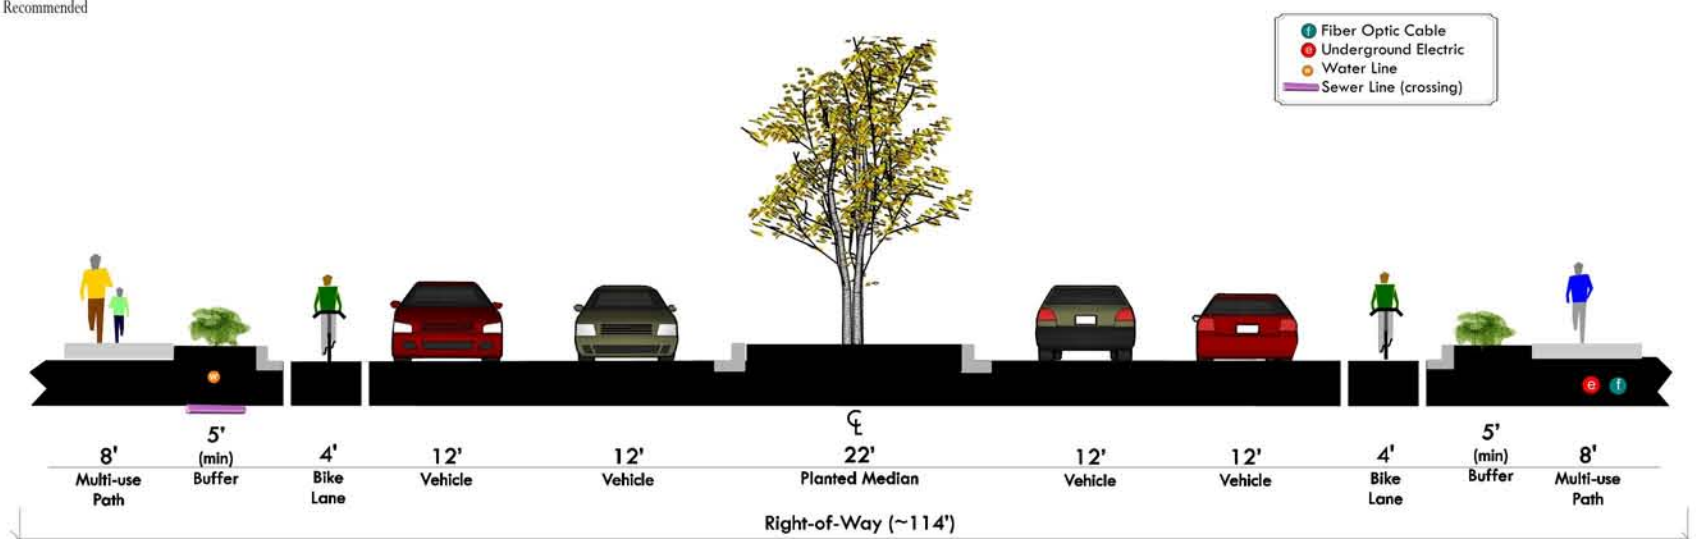 Recommended
f Fiber Optic Cable
e Underground Electric
w Water Line
Sewer Line (crossing)
w
e f
℄
8' 5' (min) 4' 12' 12' 22' 12' 12' 4' 5' (min) 8'
Multi-use Path
Buffer
Bike Lane
Vehicle
Vehicle
Planted Median
Vehicle
Vehicle
Bike Lane
Buffer
Multi-use Path
Right-of-Way (~114')